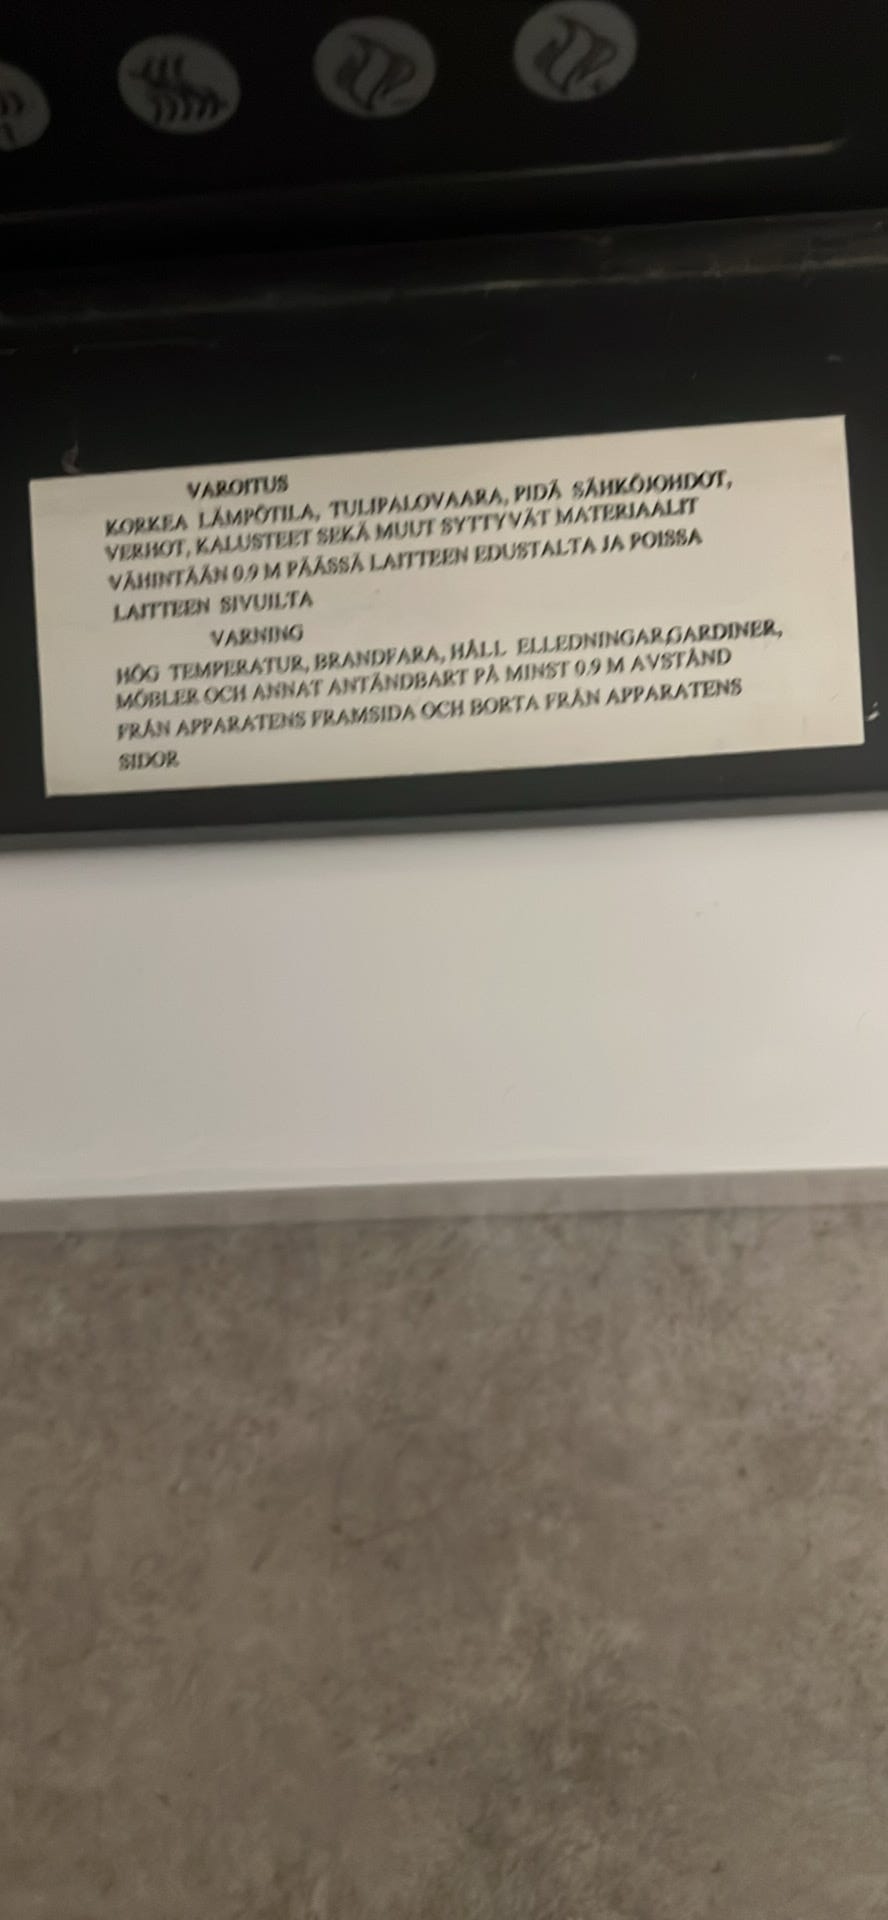 VAROITUS
KORKEA LÄMPÖTILA, TULIPALOVAARA, PIDÄ SÄHKÖJOHDOT,
VERHOT, KALUSTEET SEKÄ MUUT SYTTYVÄT MATERIAALIT
VÄHINTÄÄN 0.9 M PÄÄSSÄ LAITTEEN EDUSTALTA JA POISSA
LAITTEEN SIVUILTA
VARNING
HÖG TEMPERATUR, BRANDFARA, HÅLL ELLEDNINGAR,GARDINER,
MÖBLER OCH ANNAT ANTÄNDBART PÅ MINST 0.9 M AVSTÅND
FRÅN APPARATENS FRAMSIDA OCH BORTA FRÅN APPARATENS
SIDOR